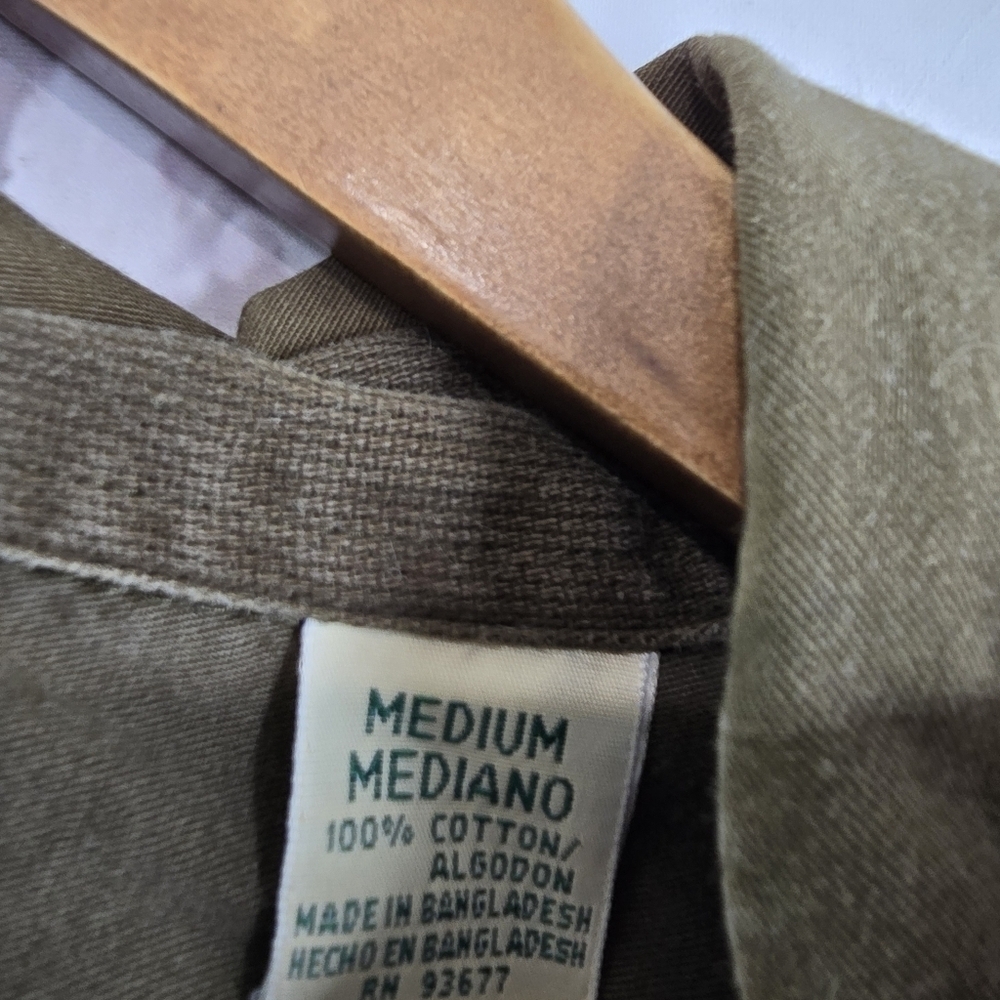 MEDIUM
MEDIANO
100% COTTON/
ALGODON
MADE IN BANGLADESH
HECHO EN BANGLADESH
RN 93677